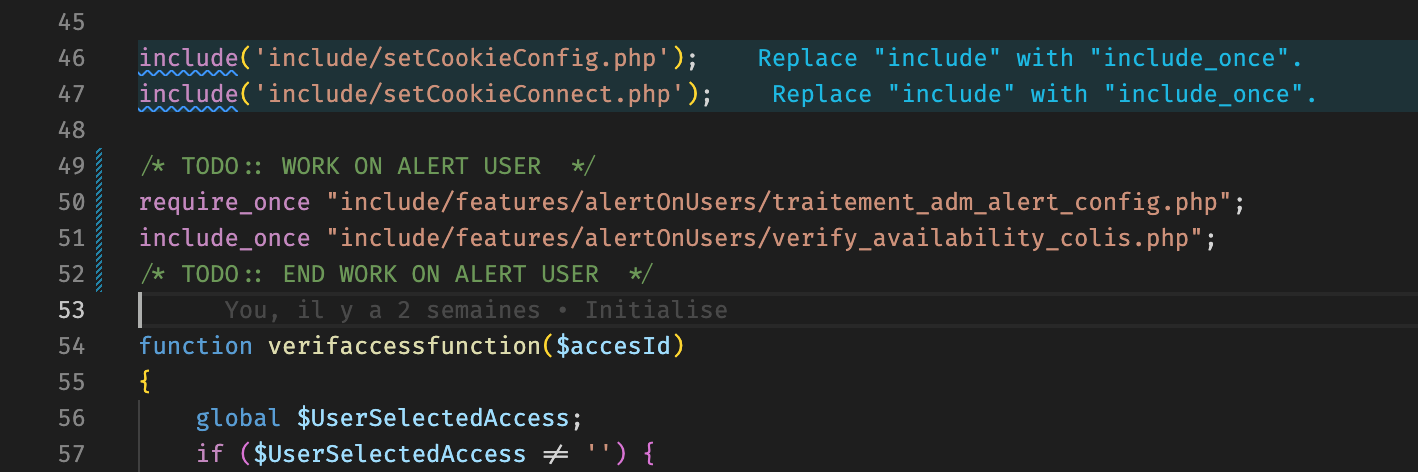 45
46 include('include/setCookieConfig.php'); Replace "include" with "include_once".
47 include('include/setCookieConnect.php'); Replace "include" with "include_once".
48
49 /* TODO:: WORK ON ALERT USER */
50 require_once "include/features/alertOnUsers/traitement_adm_alert_config.php";
51 include_once "include/features/alertOnUsers/verify_availability_colis.php";
52 /* TODO:: END WORK ON ALERT USER */
53 You, il y a 2 semaines • Initialise
54 function verifaccessfunction($accesId)
55 {
56 global $UserSelectedAccess;
57 if ($UserSelectedAccess != '') {